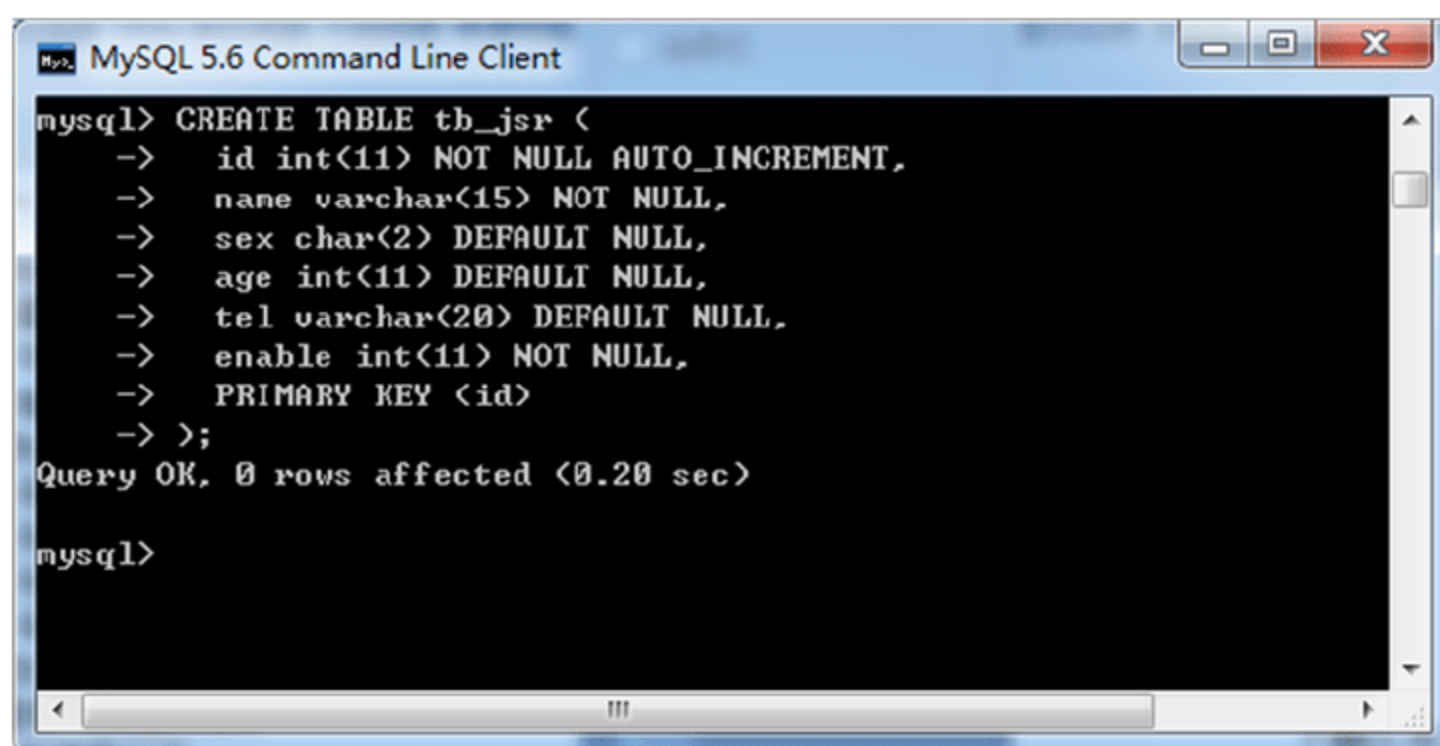 MySQL 5.6 Command Line Client
mysql> CREATE TABLE tb_jsr (
    ->   id int(11) NOT NULL AUTO_INCREMENT,
    ->   name varchar(15) NOT NULL,
    ->   sex char(2) DEFAULT NULL,
    ->   age int(11) DEFAULT NULL,
    ->   tel varchar(20) DEFAULT NULL,
    ->   enable int(11) NOT NULL,
    ->   PRIMARY KEY (id)
    -> );
Query OK, 0 rows affected (0.20 sec)
mysql>